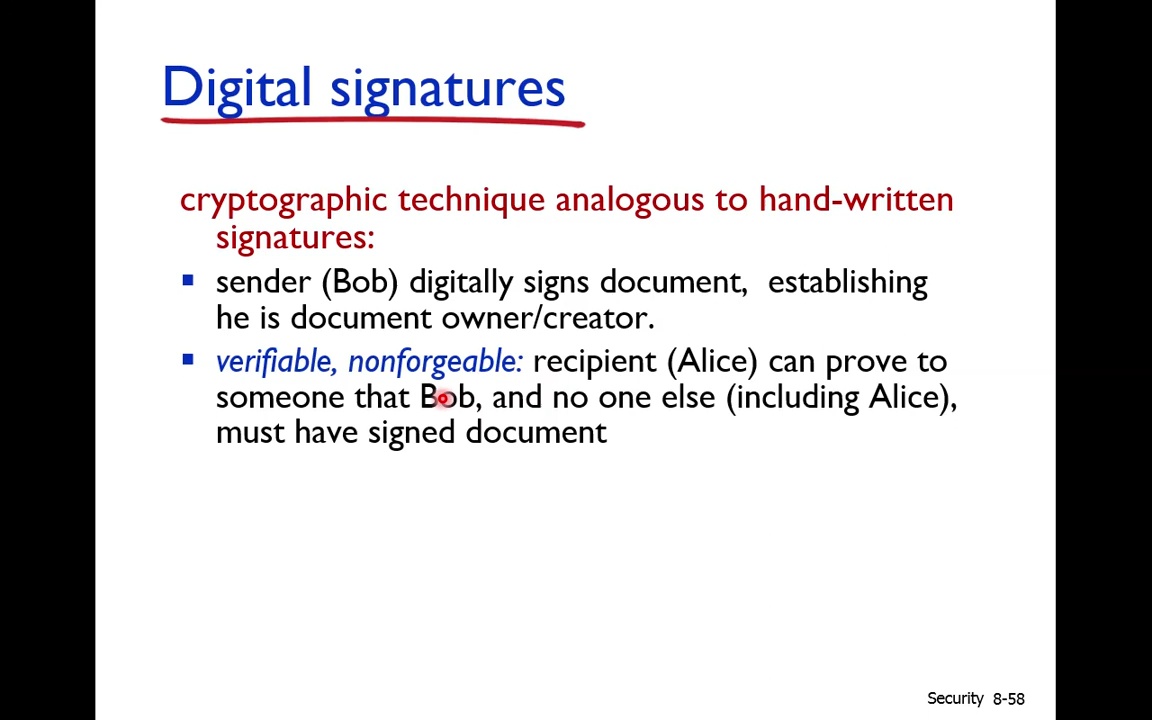 Digital signatures
cryptographic technique analogous to hand-written
signatures:
sender (Bob) digitally signs document,  establishing
he is document owner/creator.
verifiable, nonforgeable: recipient (Alice) can prove to
someone that Bob, and no one else (including Alice),
must have signed document
Security 8-58